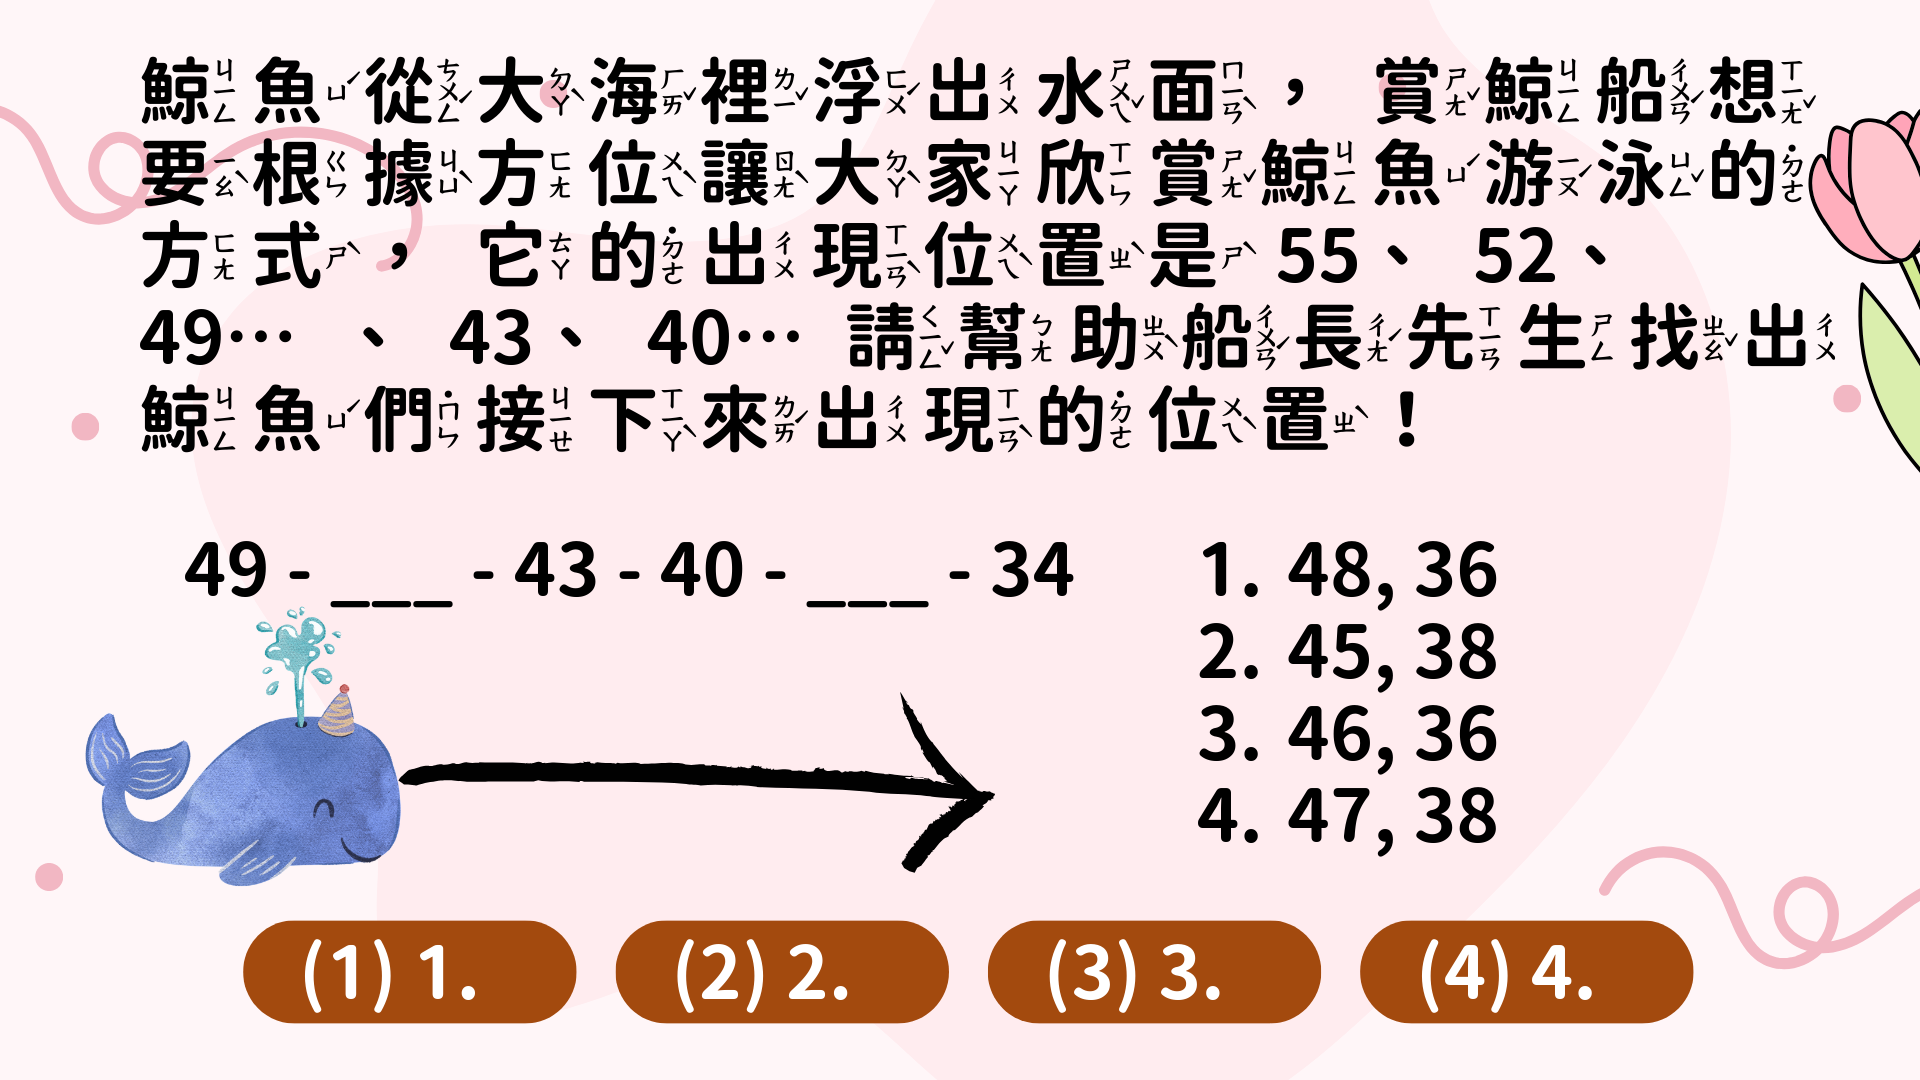 鯨魚從大海裡浮出水面，賞鯨船想
要根據方位讓大家欣賞鯨魚游泳的
方式，它的出現位置是55、52、
49…、43、40…請幫助船長先生找出
鯨魚們接下來出現的位置！
49 - ___ - 43 - 40 - ___ - 34
1. 48, 36
2. 45, 38
3. 46, 36
4. 47, 38
(1) 1.
(2) 2.
(3) 3.
(4) 4.